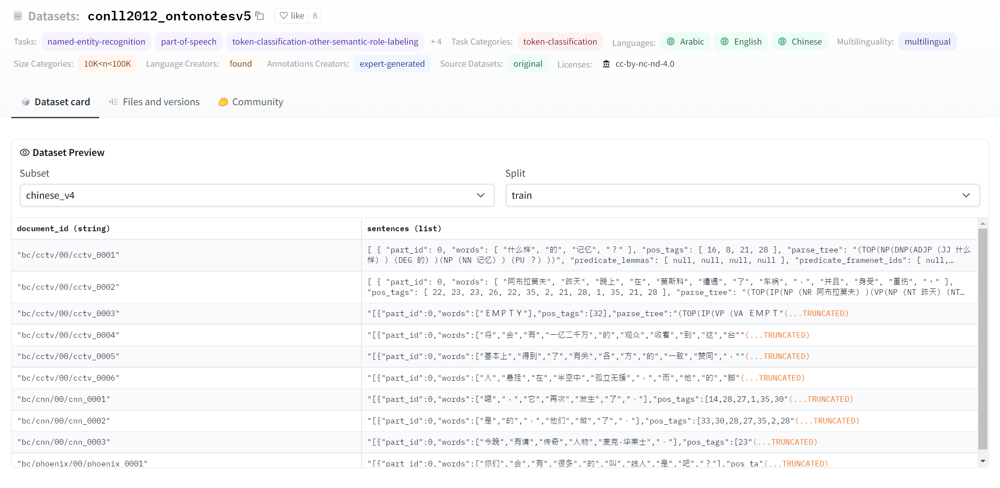 Datasets: conll2012_ontonotesv5 like 8
Tasks: named-entity-recognition part-of-speech token-classification-other-semantic-role-labeling + 4 Task Categories: token-classification Languages: Arabic English Chinese Multilinguality: multilingual
Size Categories: 10K<n<100K Language Creators: found Annotations Creators: expert-generated Source Datasets: original Licenses: cc-by-nc-nd-4.0
Dataset card Files and versions Community
Dataset Preview
Subset Split
chinese_v4 train
document_id (string) sentences (list)
"bc/cctv/00/cctv_0001" [ { "part_id": 0, "words": [ "什么样", "的", "记忆", "？" ], "pos_tags": [ 16, 8, 21, 28 ], "parse_tree": "(TOP(NP(DNP(ADJP (JJ 什么
样) ) (DEG 的) )(NP (NN 记忆) ) (PU ？) ))", "predicate_lemmas": [ null, null, null, null ], "predicate_framenet_ids": [ null,…
"bc/cctv/00/cctv_0002" [ { "part_id": 0, "words": [ "阿布拉莫夫", "昨天", "晚上", "在", "莫斯科", "遭遇", "了", "车祸", "，", "并且", "身受", "重伤", "。" ],
"pos_tags": [ 22, 23, 23, 26, 22, 35, 2, 21, 28, 1, 35, 21, 28 ], "parse_tree": "(TOP(IP(NP (NR 阿布拉莫夫) )(VP(NP (NT 昨天) (NT…
"bc/cctv/00/cctv_0003" "[{"part_id":0,"words":["ＥＭＰＴＹ"],"pos_tags":[32],"parse_tree":"(TOP(IP(VP (VA ＥＭＰＴ"(...TRUNCATED)
"bc/cctv/00/cctv_0004" "[{"part_id":0,"words":["将","会","有","一亿二千万","的","观众","收看","到","这","台""(...TRUNCATED)
"bc/cctv/00/cctv_0005" "[{"part_id":0,"words":["基本上","得到","了","有关","各","方","的","一致","赞同","，""(...TRUNCATED)
"bc/cctv/00/cctv_0006" "[{"part_id":0,"words":["人","悬挂","在","半空中","孤立无援","，","而","他","的","脚"(...TRUNCATED)
"bc/cnn/00/cnn_0001" "[{"part_id":0,"words":["嗯","，","它","再次","发生","了","．"],"pos_tags":[14,28,27,1,35,30"(...TRUNCATED)
"bc/cnn/00/cnn_0002" "[{"part_id":0,"words":["是","的","，","他们","做","了","．"],"pos_tags":[33,30,28,27,35,2,28"(...TRUNCATED)
"bc/cnn/00/cnn_0003" "[{"part_id":0,"words":["今晚","有请","传奇","人物","麦克·华莱士","．"],"pos_tags":[23"(...TRUNCATED)
"bc/phoenix/00/phoenix_0001" "[{"part_id":0,"words":["你们","会","有","很多","的","叫","线人","是","吧","？"],"pos_ta"(...TRUNCATED)